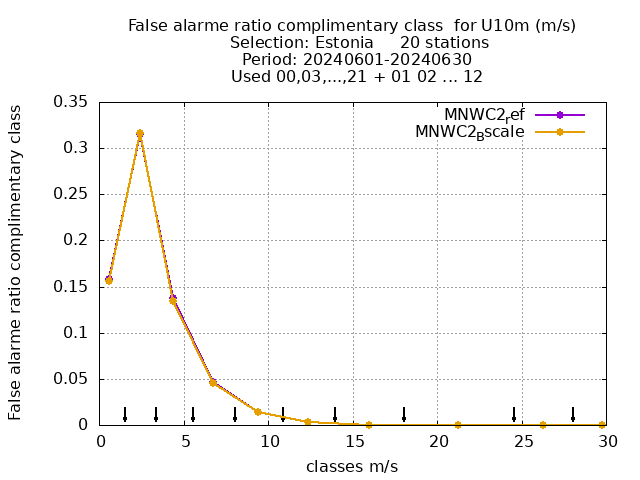 False alarme ratio complimentary class  for U10m (m/s)
Selection: Estonia     20 stations
Period: 20240601-20240630
Used 00,03,...,21 + 01 02 ... 12
MNWC2ref
MNWC2Bscale
False alarme ratio complimentary class
0.35
0.3
0.25
0.2
0.15
0.1
0.05
0
0 5 10 15 20 25 30
classes m/s